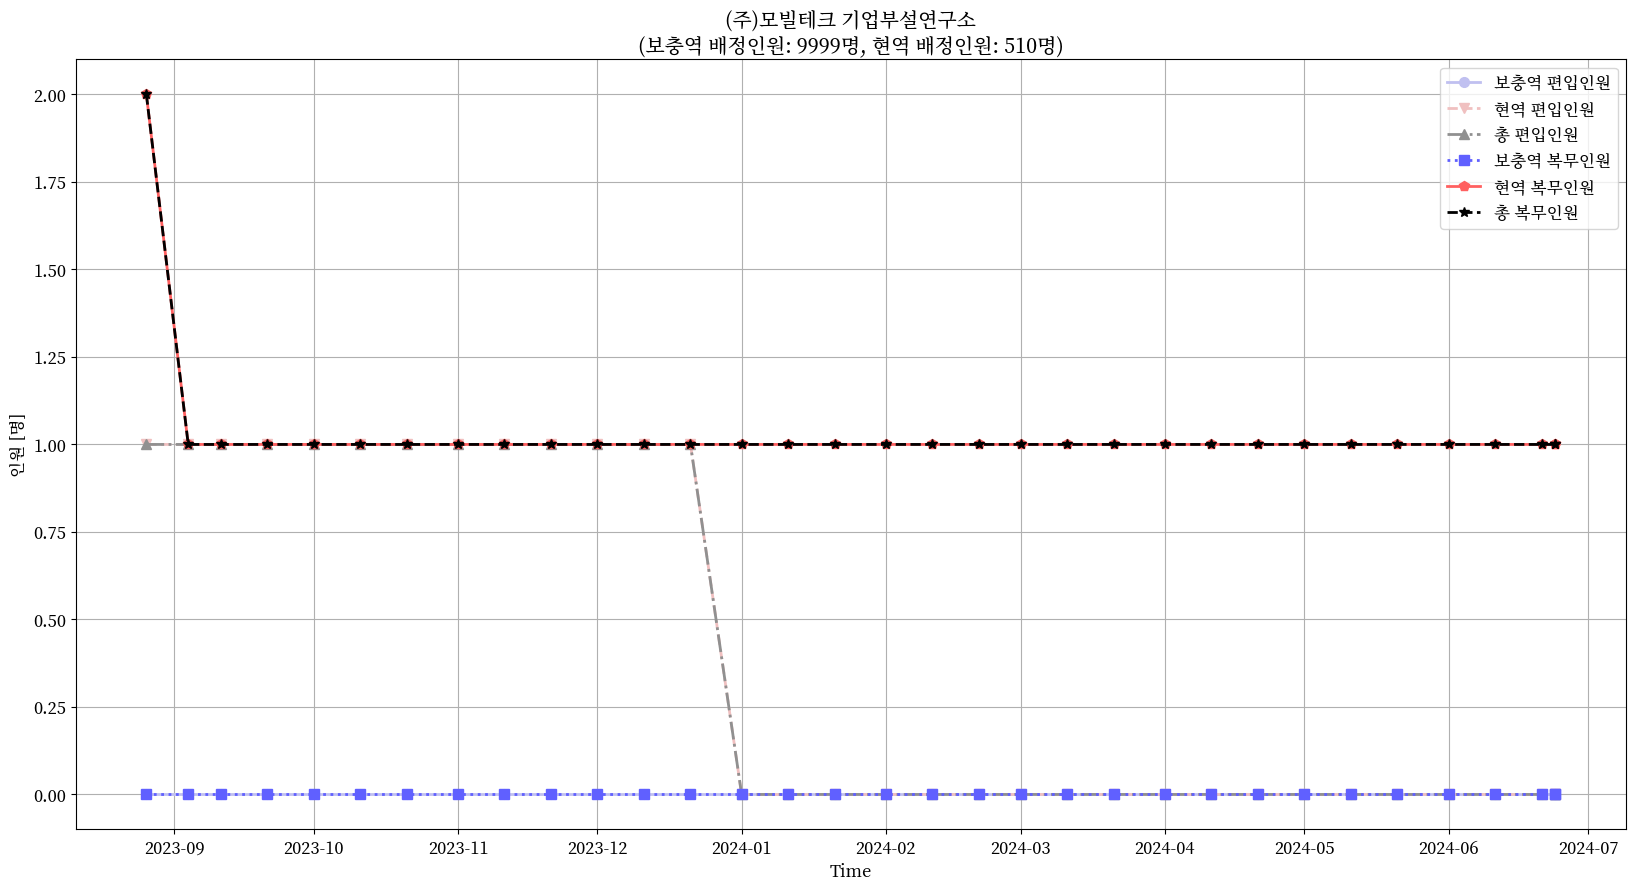 (주)모빌테크 기업부설연구소
(보충역 배정인원: 9999명, 현역 배정인원: 510명)
보충역 편입인원
현역 편입인원
총 편입인원
보충역 복무인원
현역 복무인원
총 복무인원
2.00
1.75
1.50
1.25
1.00
0.75
0.50
0.25
0.00
인원 [명]
2023-09 2023-10 2023-11 2023-12 2024-01 2024-02 2024-03 2024-04 2024-05 2024-06 2024-07
Time